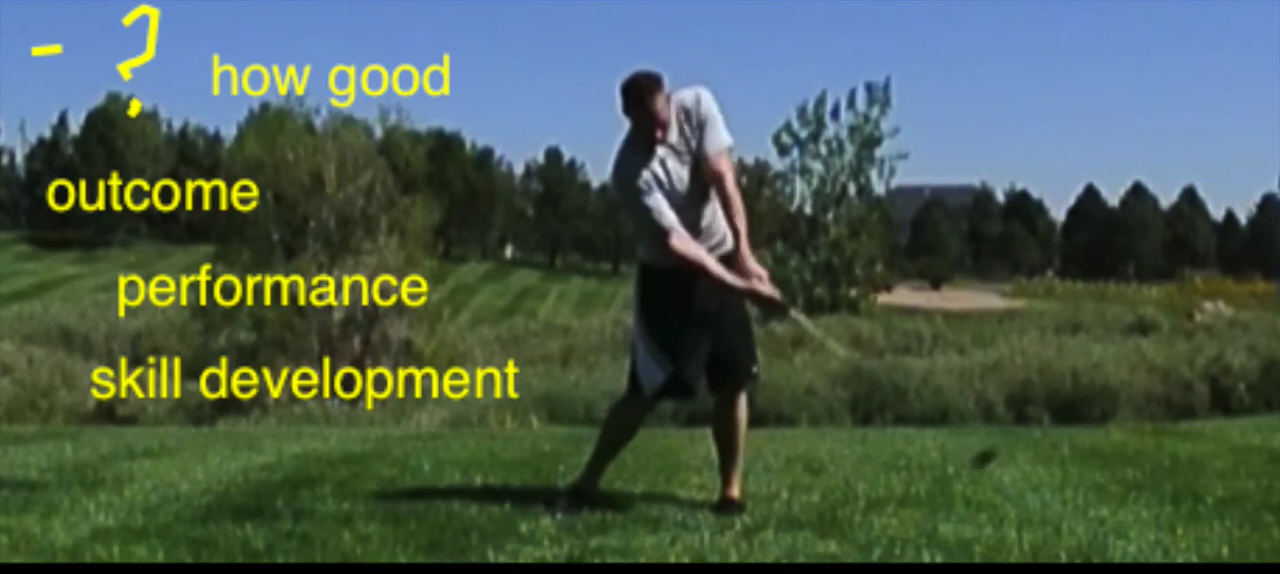 - ? how good
outcome
performance
skill development